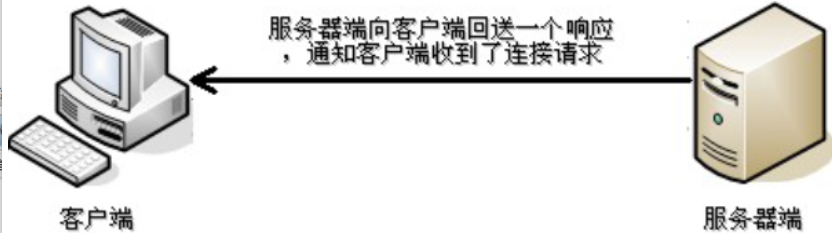 服务器端向客户端回送一个响应
，通知客户端收到了连接请求
客户端
服务器端